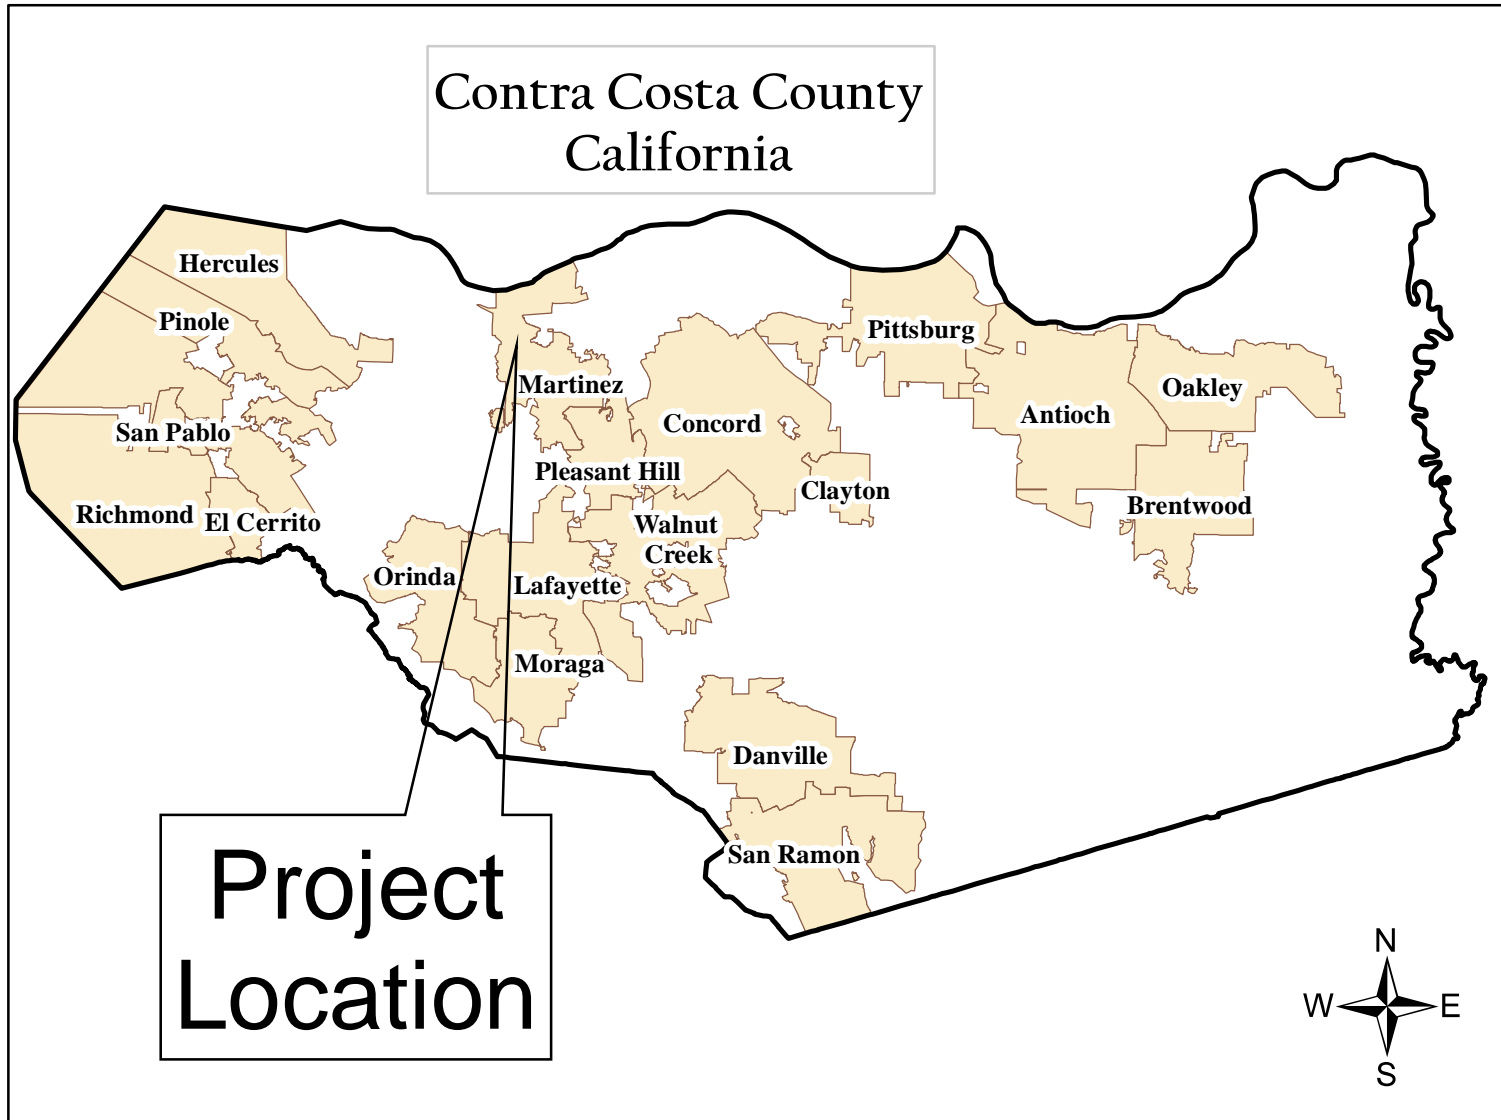 Contra Costa County
California
Hercules
Pinole
Pittsburg
Martinez
Oakley
Antioch
Concord
San Pablo
Pleasant Hill
Clayton
Brentwood
Richmond
El Cerrito
Walnut
Creek
Orinda
Lafayette
Moraga
Danville
San Ramon
Project
Location
N
W
E
S